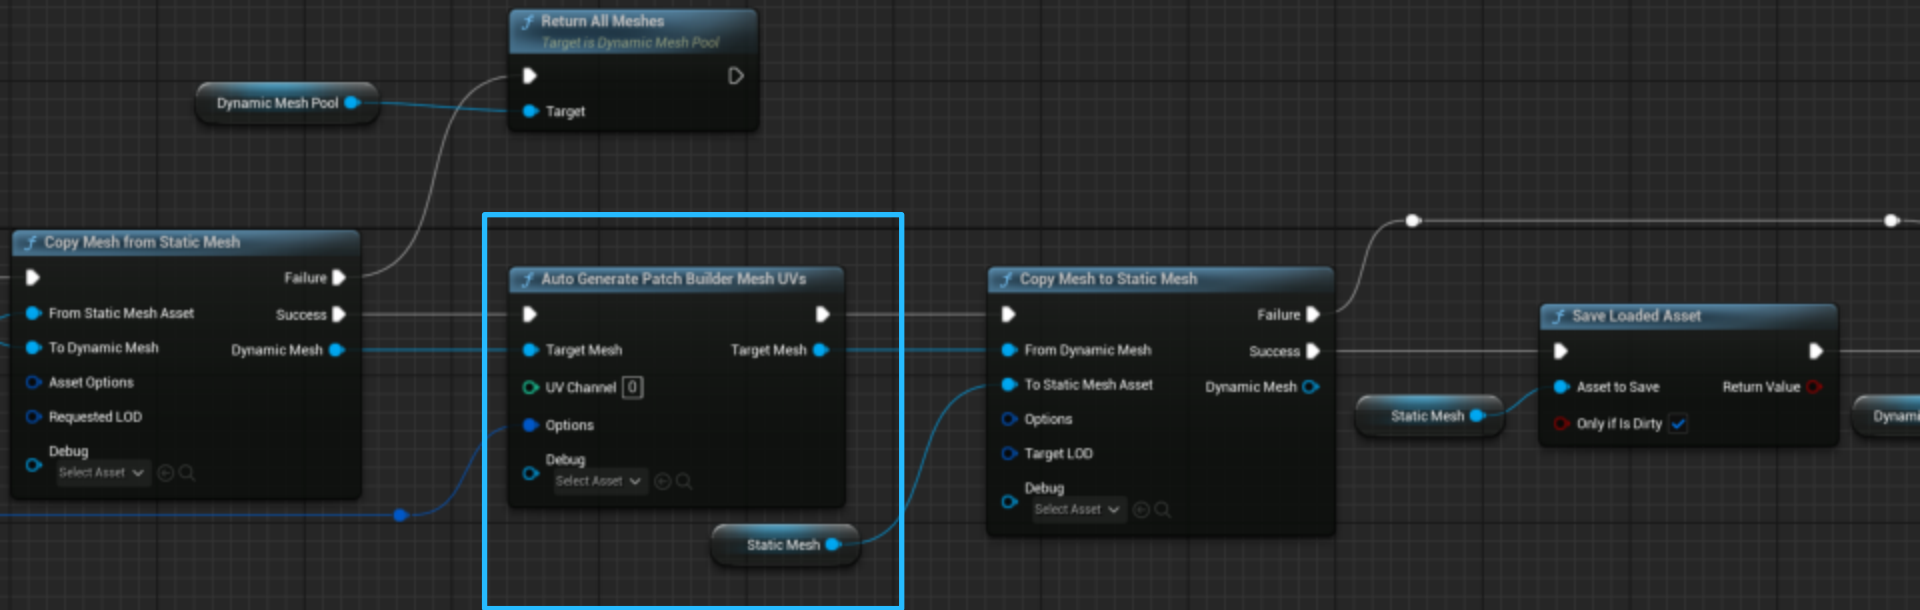 Return All Meshes
Target is Dynamic Mesh Pool
Dynamic Mesh Pool
Target
Copy Mesh from Static Mesh
Failure
From Static Mesh Asset
Success
To Dynamic Mesh
Dynamic Mesh
Asset Options
Requested LOD
Debug
Select Asset
Auto Generate Patch Builder Mesh UVs
Target Mesh
Target Mesh
UV Channel 0
Options
Debug
Select Asset
Static Mesh
Copy Mesh to Static Mesh
Failure
From Dynamic Mesh
Success
To Static Mesh Asset
Dynamic Mesh
Options
Target LOD
Debug
Select Asset
Static Mesh
Save Loaded Asset
Asset to Save
Return Value
Only if Is Dirty
Dynami